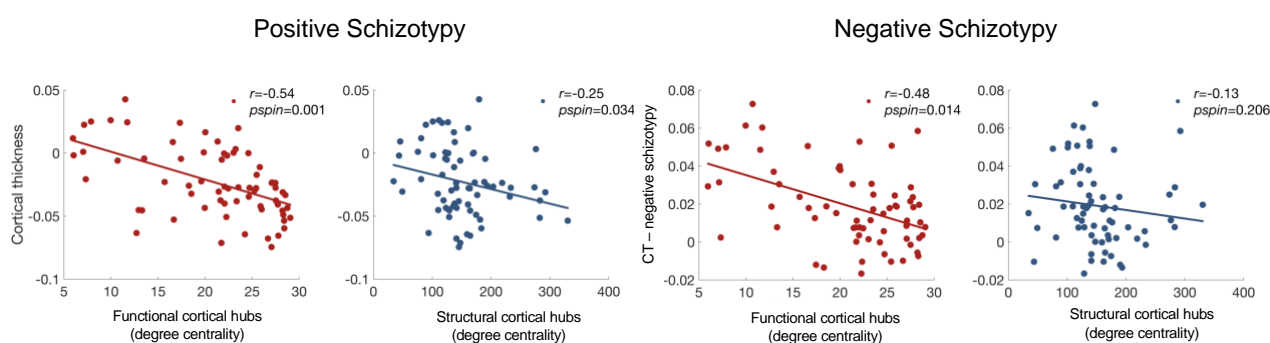 Positive Schizotypy
Negative Schizotypy
Cortical thickness
0.05
0
-0.05
-0.1
5
10
15
20
25
30
r=-0.54
pspin=0.001
Functional cortical hubs
(degree centrality)
0.05
0
-0.05
-0.1
0
100
200
300
400
r=-0.25
pspin=0.034
Structural cortical hubs
(degree centrality)
CT – negative schizotypy
0.08
0.06
0.04
0.02
0
-0.02
5
10
15
20
25
30
r=-0.48
pspin=0.014
Functional cortical hubs
(degree centrality)
0.08
0.06
0.04
0.02
0
-0.02
0
100
200
300
400
r=-0.13
pspin=0.206
Structural cortical hubs
(degree centrality)